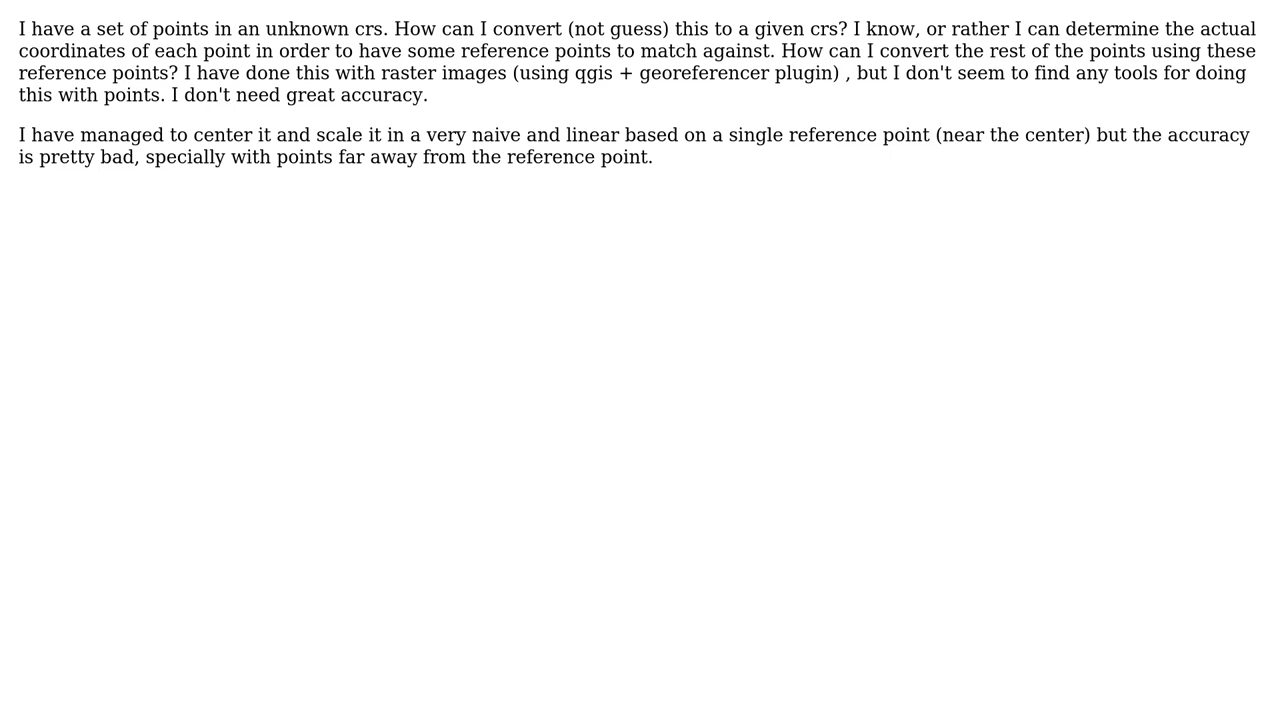 I have a set of points in an unknown crs. How can I convert (not guess) this to a given crs? I know, or rather I can determine the actual
coordinates of each point in order to have some reference points to match against. How can I convert the rest of the points using these
reference points? I have done this with raster images (using qgis + georeferencer plugin) , but I don't seem to find any tools for doing
this with points. I don't need great accuracy.
I have managed to center it and scale it in a very naive and linear based on a single reference point (near the center) but the accuracy
is pretty bad, specially with points far away from the reference point.